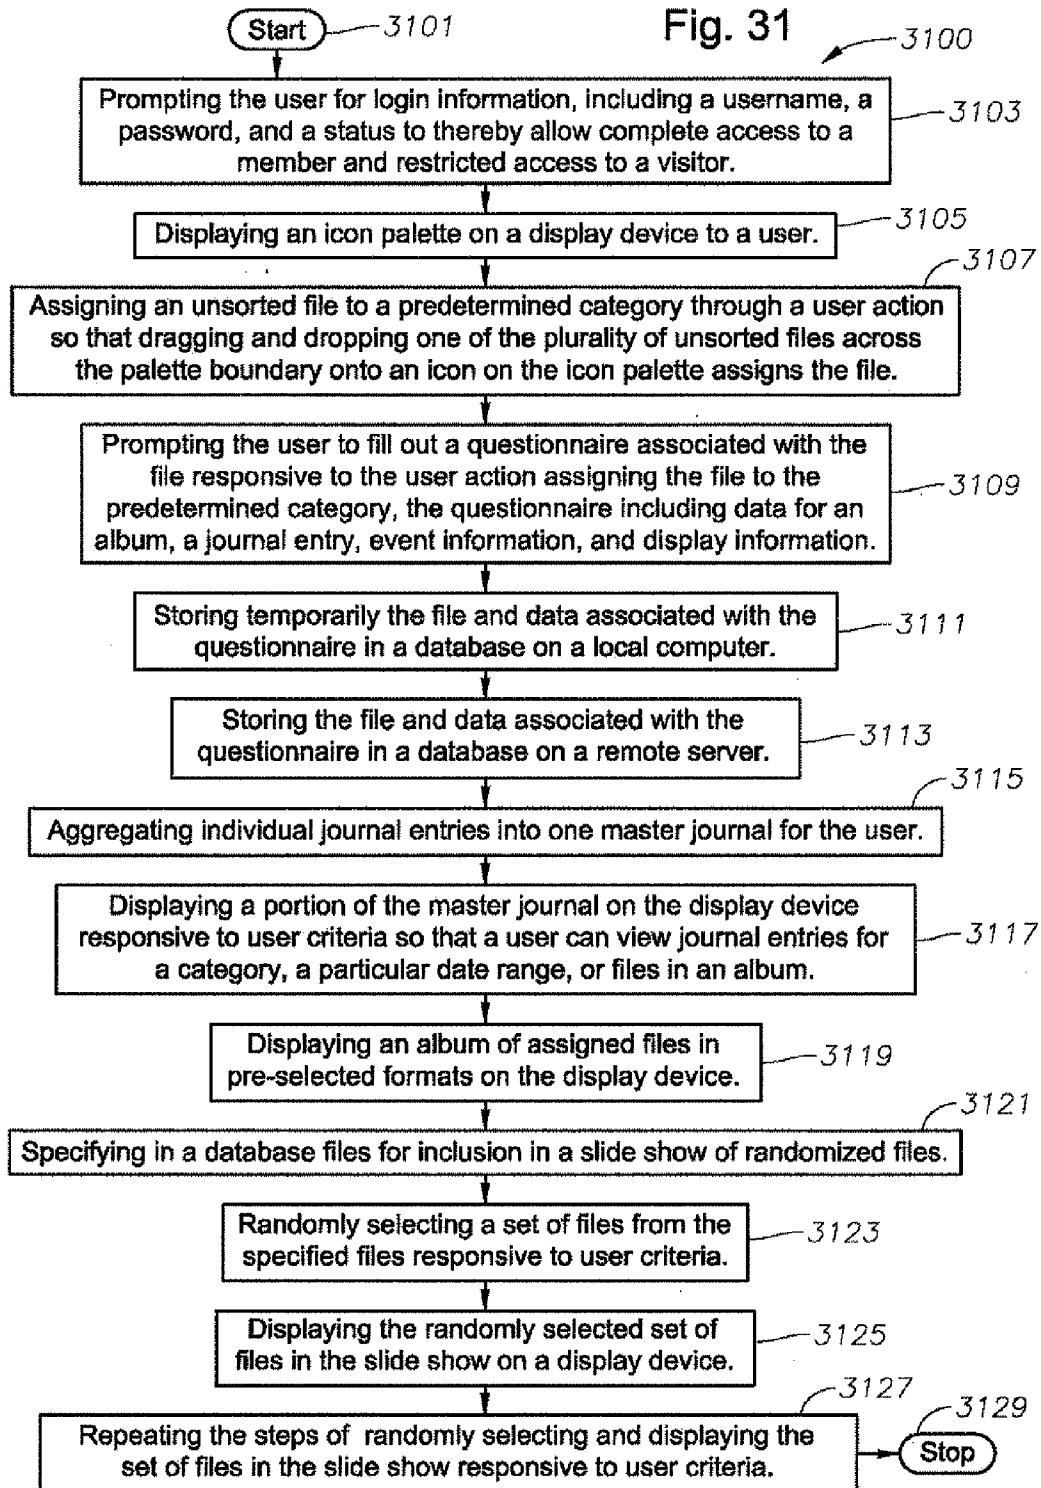 Fig. 31
Start 3101
3100
Prompting the user for login information, including a username, a
password, and a status to thereby allow complete access to a
member and restricted access to a visitor.
3103
Displaying an icon palette on a display device to a user.
3105
Assigning an unsorted file to a predetermined category through a user action
so that dragging and dropping one of the plurality of unsorted files across
the palette boundary onto an icon on the icon palette assigns the file.
3107
Prompting the user to fill out a questionnaire associated with the
file responsive to the user action assigning the file to the
predetermined category, the questionnaire including data for an
album, a journal entry, event information, and display information.
3109
Storing temporarily the file and data associated with the
questionnaire in a database on a local computer.
3111
Storing the file and data associated with the
questionnaire in a database on a remote server.
3113
Aggregating individual journal entries into one master journal for the user.
3115
Displaying a portion of the master journal on the display device
responsive to user criteria so that a user can view journal entries for
a category, a particular date range, or files in an album.
3117
Displaying an album of assigned files in
pre-selected formats on the display device.
3119
Specifying in a database files for inclusion in a slide show of randomized files.
3121
Randomly selecting a set of files from the
specified files responsive to user criteria.
3123
Displaying the randomly selected set of
files in the slide show on a display device.
3125
Repeating the steps of randomly selecting and displaying the
set of files in the slide show responsive to user criteria.
3127
Stop 3129